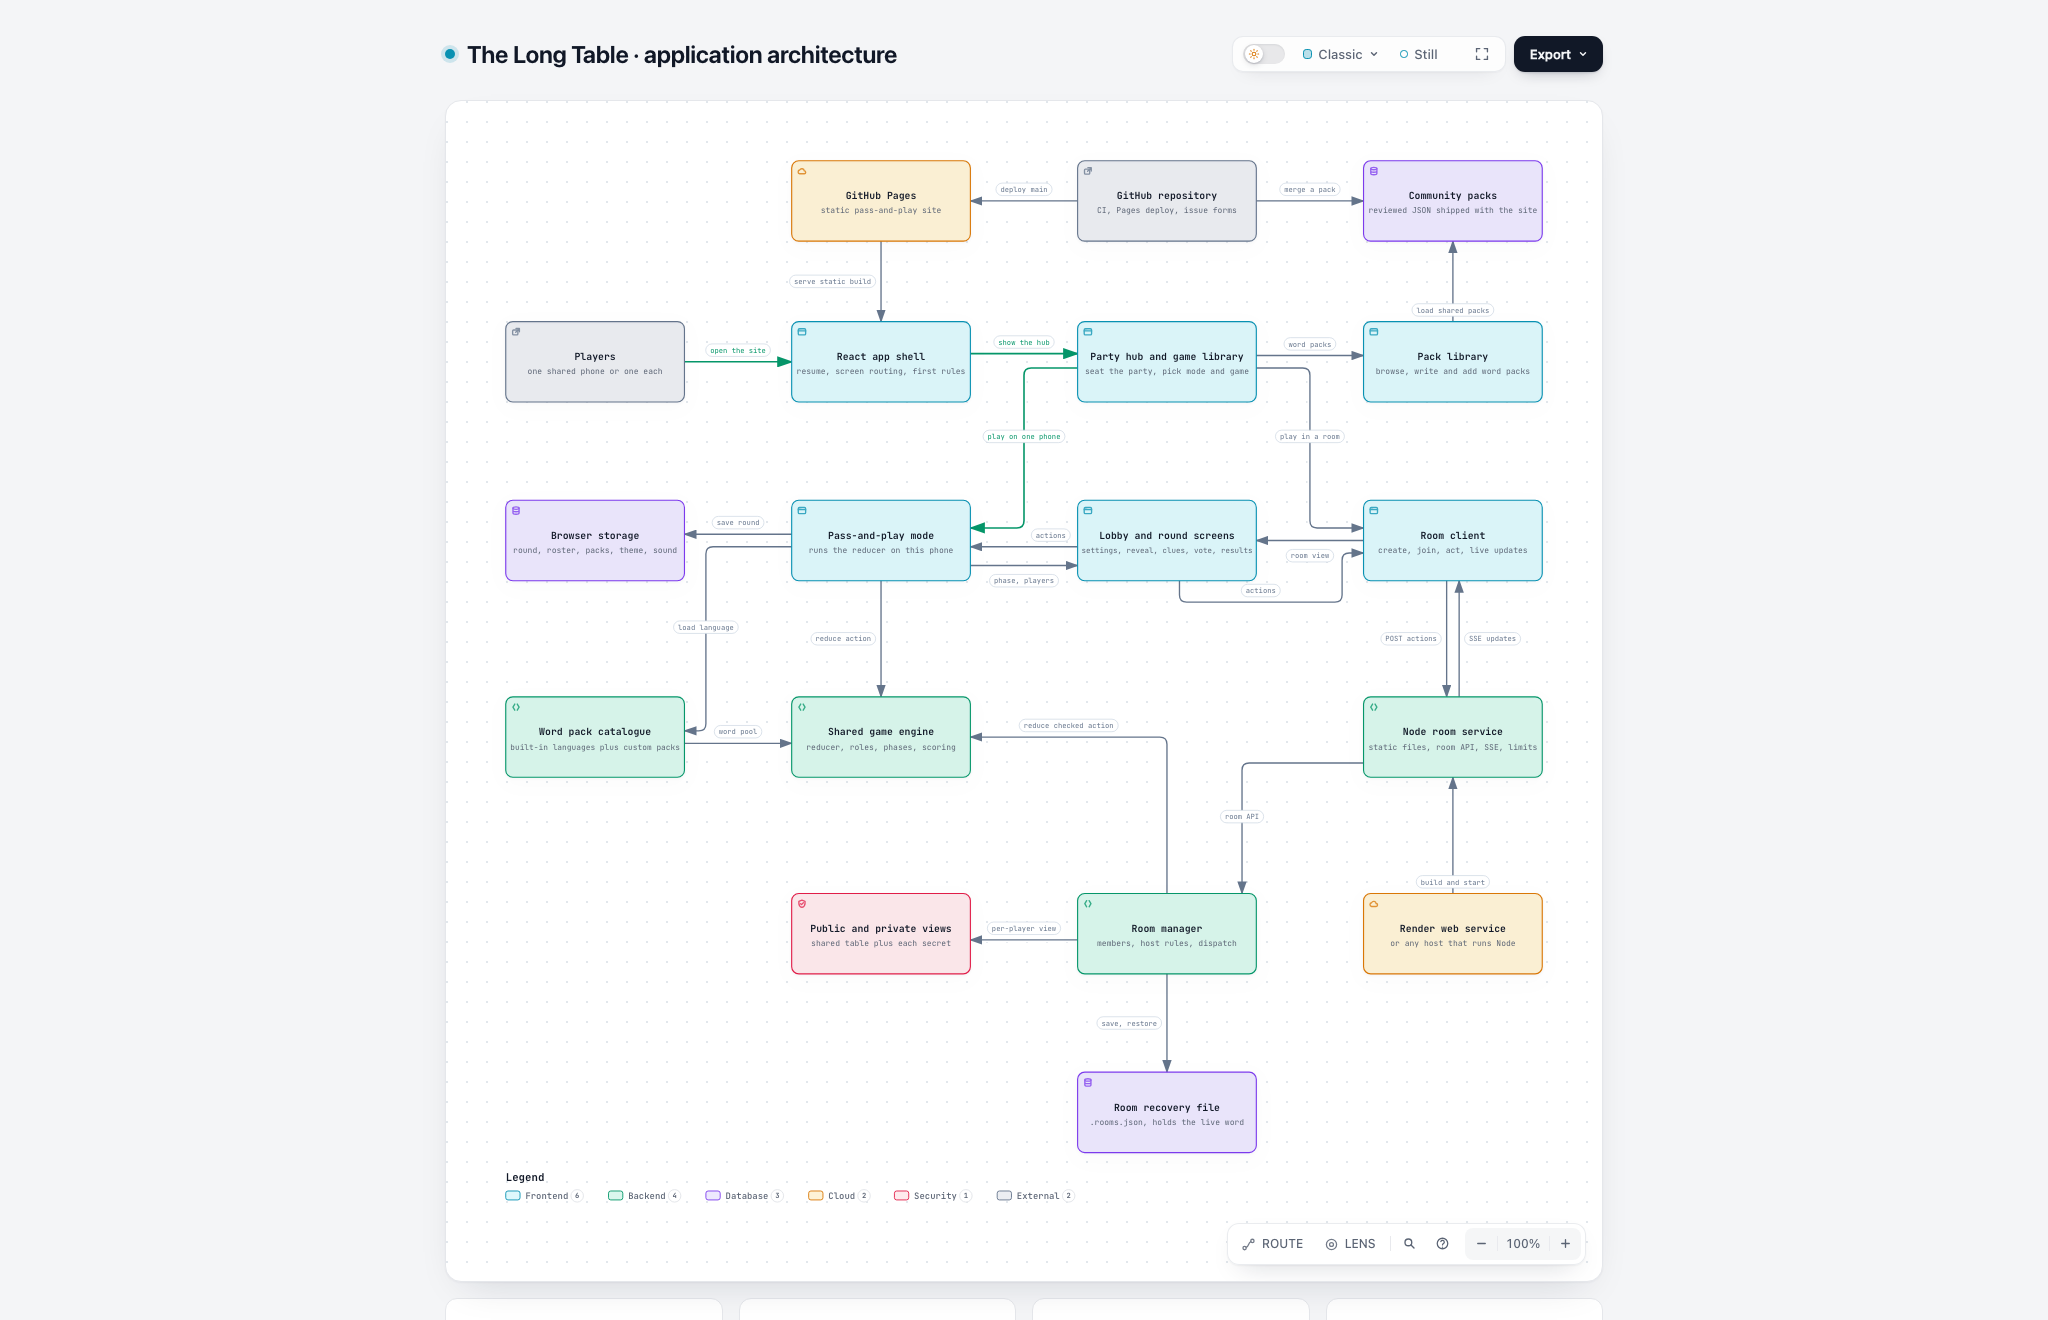 The Long Table · application architecture
Classic
Still
Export
GitHub Pages
static pass-and-play site
deploy main
GitHub repository
CI, Pages deploy, issue forms
merge a pack
Community packs
reviewed JSON shipped with the site
serve static build
load shared packs
Players
one shared phone or one each
open the site
React app shell
resume, screen routing, first rules
show the hub
Party hub and game library
seat the party, pick mode and game
word packs
Pack library
browse, write and add word packs
play on one phone
play in a room
Browser storage
round, roster, packs, theme, sound
save round
Pass-and-play mode
runs the reducer on this phone
actions
phase, players
Lobby and round screens
settings, reveal, clues, vote, results
room view
actions
Room client
create, join, act, live updates
load language
reduce action
POST actions
SSE updates
Word pack catalogue
built-in languages plus custom packs
word pool
Shared game engine
reducer, roles, phases, scoring
reduce checked action
Node room service
static files, room API, SSE, limits
room API
build and start
Public and private views
shared table plus each secret
per-player view
Room manager
members, host rules, dispatch
Render web service
or any host that runs Node
save, restore
Room recovery file
.rooms.json, holds the live word
Legend
Frontend 6
Backend 4
Database 3
Cloud 2
Security 1
External 2
ROUTE
LENS
100%